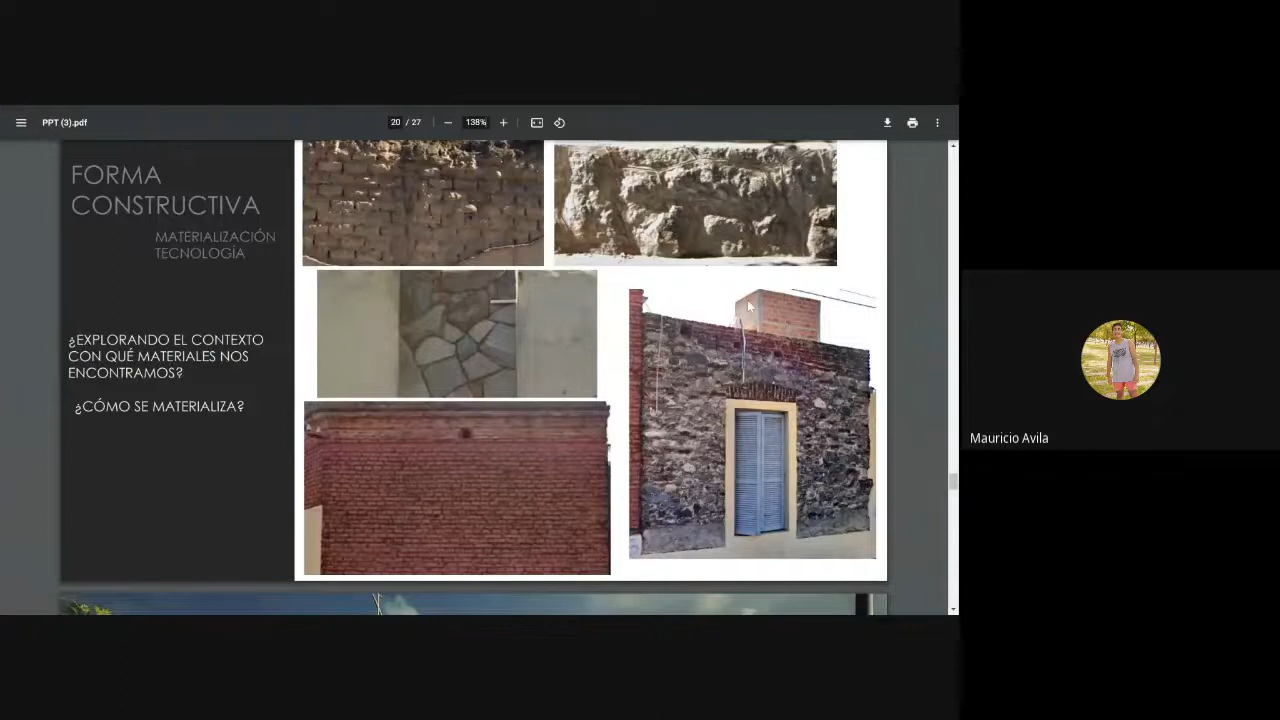 PPT (3).pdf
20 / 27
138%
FORMA
CONSTRUCTIVA
MATERIALIZACIÓN
TECNOLOGÍA
¿EXPLORANDO EL CONTEXTO
CON QUÉ MATERIALES NOS
ENCONTRAMOS?
¿CÓMO SE MATERIALIZA?
Mauricio Avila